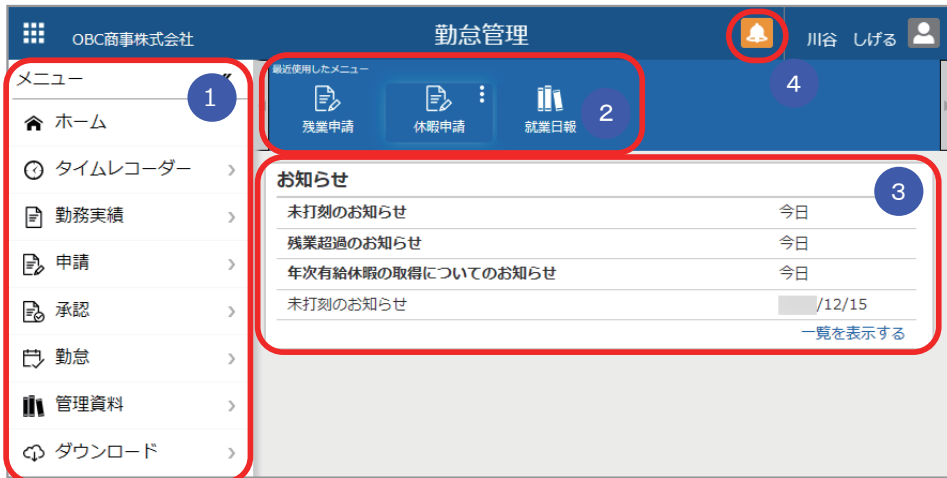 OBC商事株式会社 勤怠管理 川谷 しげる
メニュー
1
ホーム
タイムレコーダー
勤務実績
申請
承認
勤怠
管理資料
ダウンロード
最近使用したメニュー
残業申請 休暇申請 就業日報
2
4
お知らせ
3
未打刻のお知らせ 今日
残業超過のお知らせ 今日
年次有給休暇の取得についてのお知らせ 今日
未打刻のお知らせ /12/15
一覧を表示する